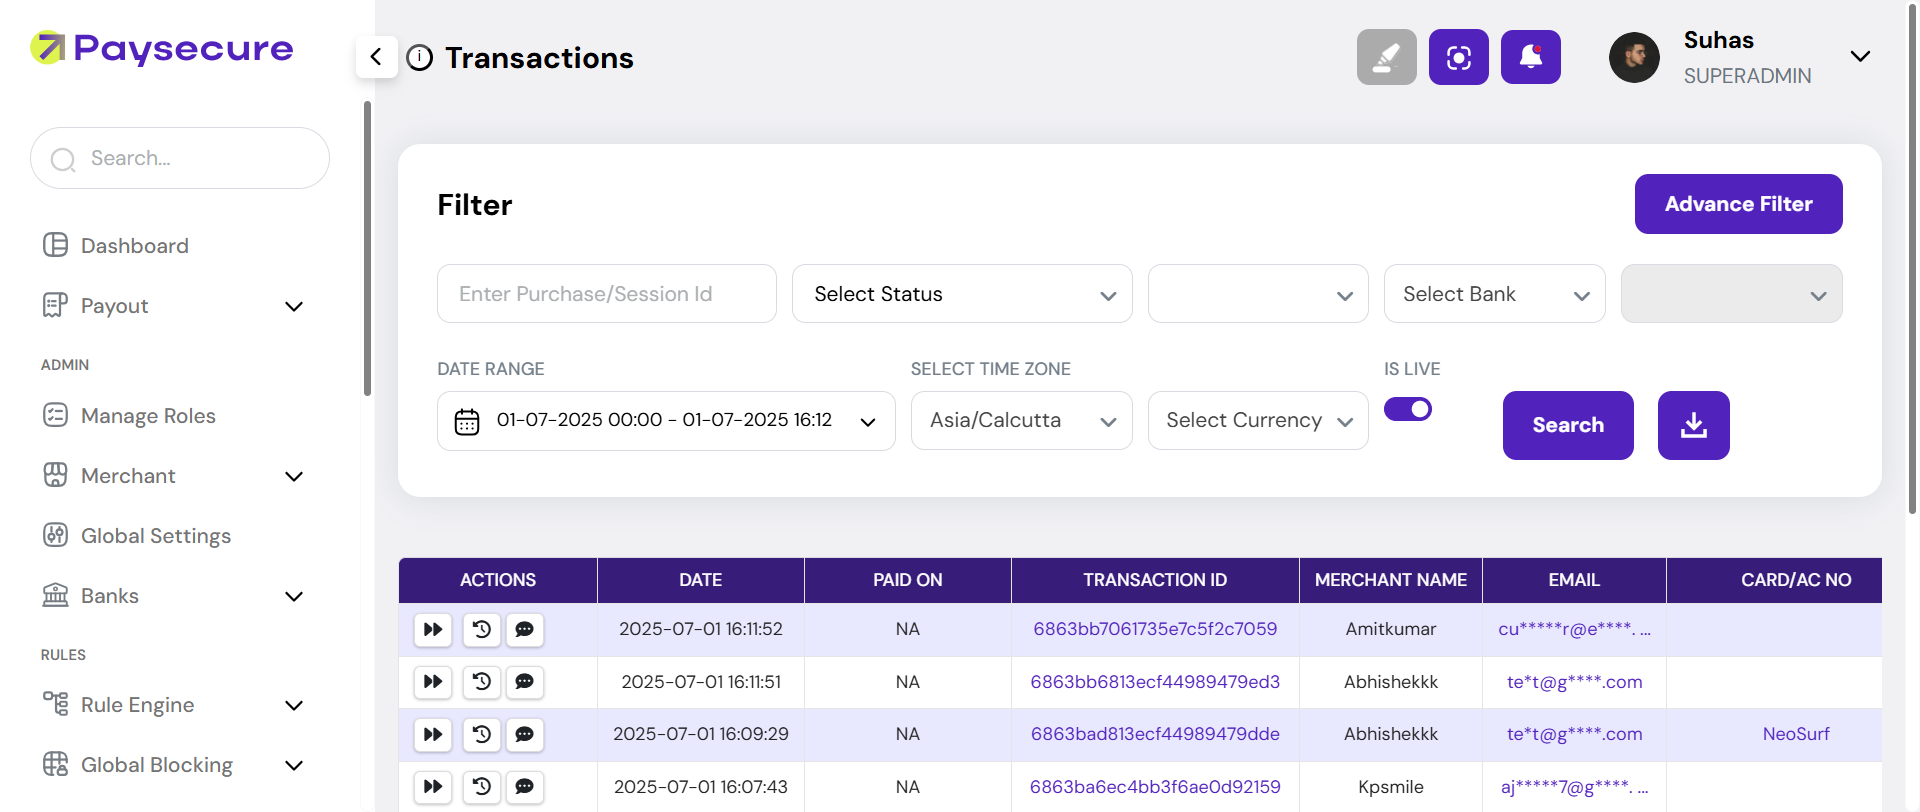 Paysecure
Search...
Dashboard
Payout
ADMIN
Manage Roles
Merchant
Global Settings
Banks
RULES
Rule Engine
Global Blocking
Transactions
Suhas
SUPERADMIN
Filter
Advance Filter
Enter Purchase/Session Id
Select Status
Select Bank
DATE RANGE
SELECT TIME ZONE
IS LIVE
01-07-2025 00:00 - 01-07-2025 16:12
Asia/Calcutta
Select Currency
Search
ACTIONS DATE PAID ON TRANSACTION ID MERCHANT NAME EMAIL CARD/AC NO
2025-07-01 16:11:52 NA 6863bb7061735e7c5f2c7059 Amitkumar cu*****r@e****. ...
2025-07-01 16:11:51 NA 6863bb6813ecf44989479ed3 Abhishekkk te*t@g****.com
2025-07-01 16:09:29 NA 6863bad813ecf44989479dde Abhishekkk te*t@g****.com NeoSurf
2025-07-01 16:07:43 NA 6863ba6ec4bb3f6ae0d92159 Kpsmile aj*****7@g****. ...